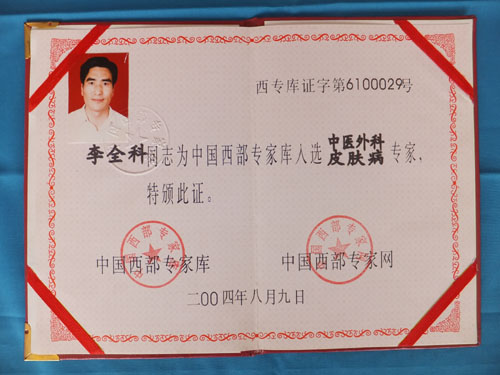 西专库证字第6100029号
李全科同志为中国西部专家库人选中医外科皮肤病专家，
特颁此证。
中国西部专家库
中国西部专家网
二00四年八月九日